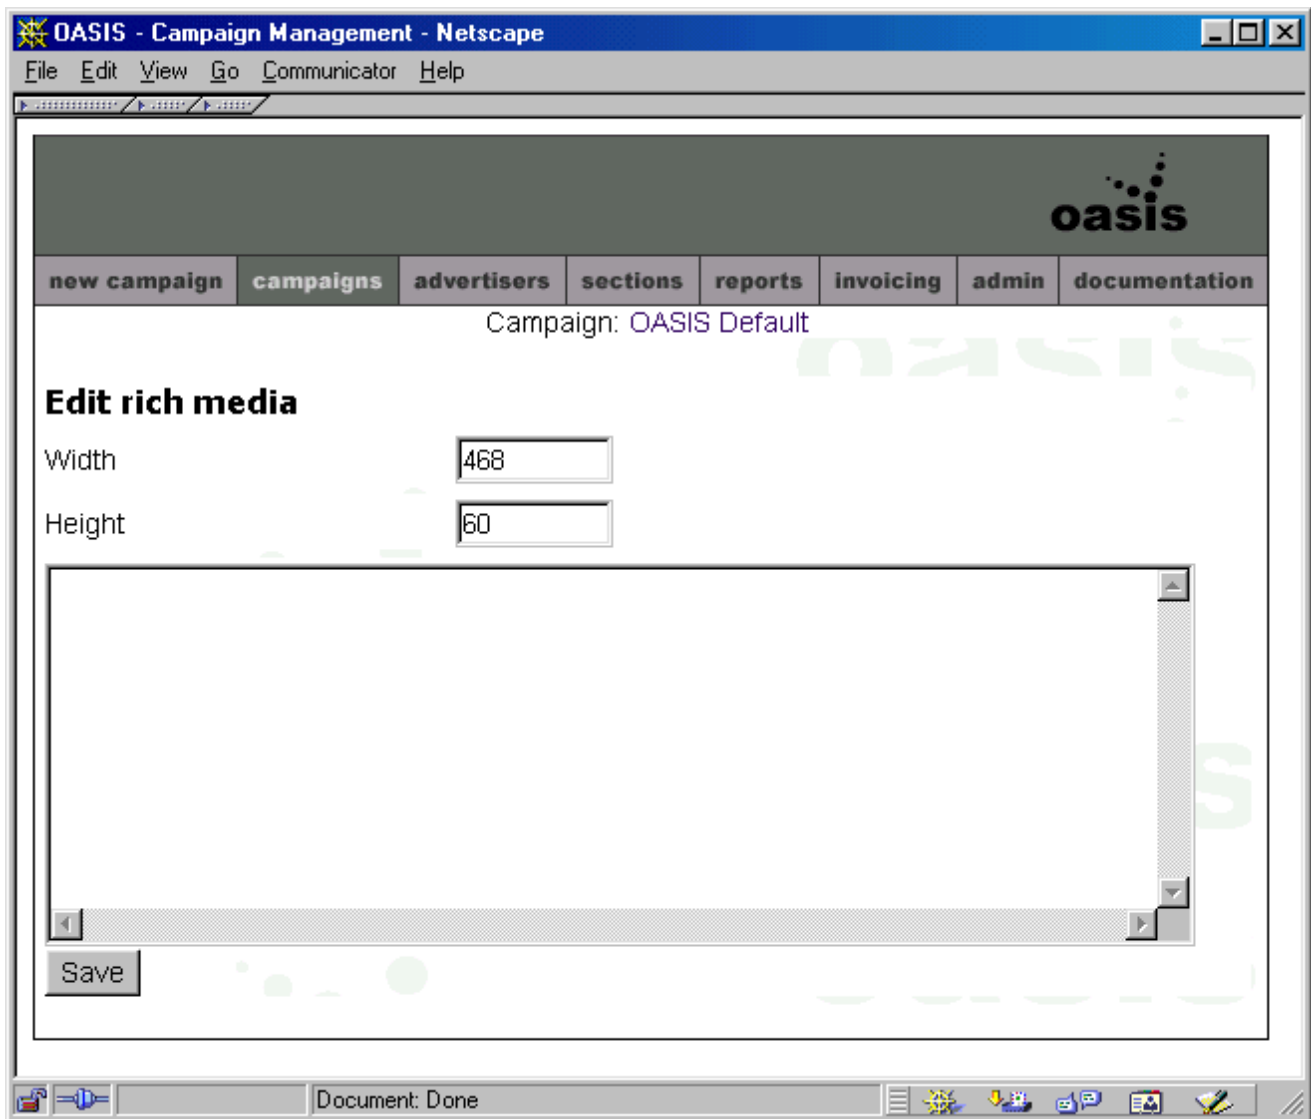 OASIS - Campaign Management - Netscape
File Edit View Go Communicator Help
oasis
new campaign campaigns advertisers sections reports invoicing admin documentation
Campaign: OASIS Default
Edit rich media
Width 468
Height 60
Save
Document: Done